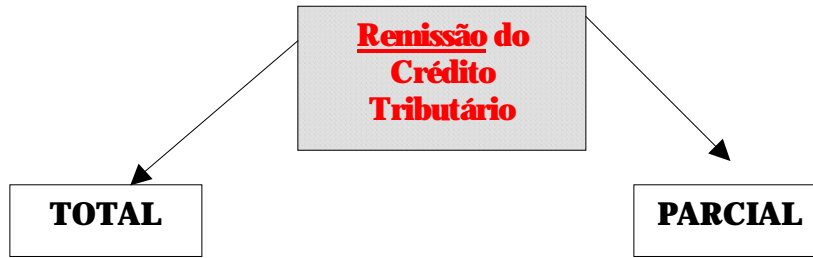 Remissão do
Crédito
Tributário
TOTAL
PARCIAL